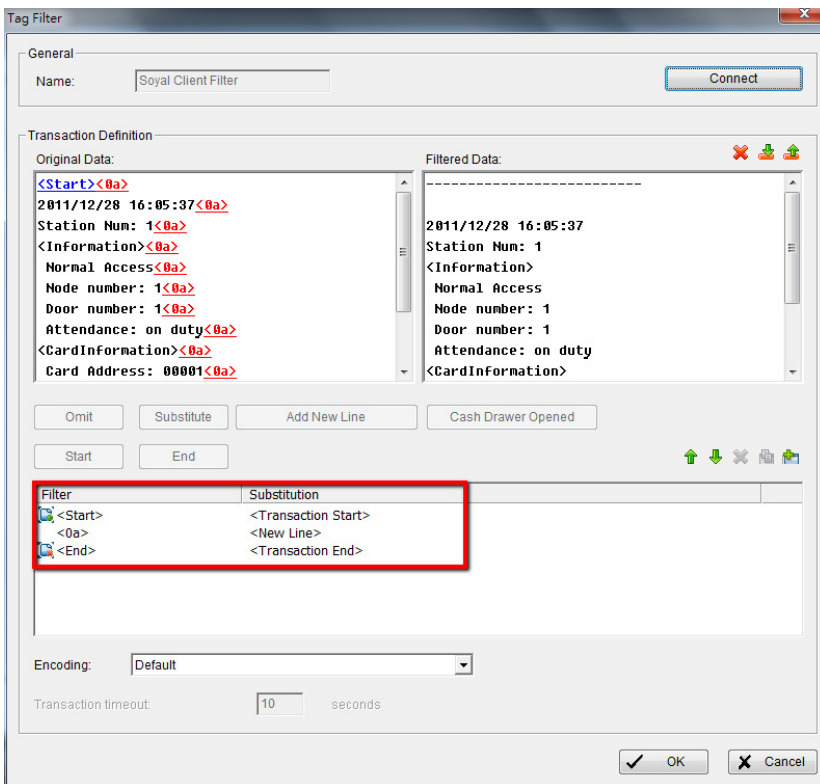 Tag Filter
General
Name: Soyal Client Filter Connect
Transaction Definition
Original Data:
<Start><0a>
2011/12/28 16:05:37<0a>
Station Num: 1<0a>
<Information><0a>
Normal Access<0a>
Node number: 1<0a>
Door number: 1<0a>
Attendance: on duty<0a>
<CardInformation><0a>
Card Address: 00001<0a>
Filtered Data:
---------------------------
2011/12/28 16:05:37
Station Num: 1
<Information>
Normal Access
Node number: 1
Door number: 1
Attendance: on duty
<CardInformation>
Omit Substitute Add New Line Cash Drawer Opened
Start End
Filter Substitution
<Start> <Transaction Start>
<0a> <New Line>
<End> <Transaction End>
Encoding: Default
Transaction timeout: 10 seconds
OK Cancel